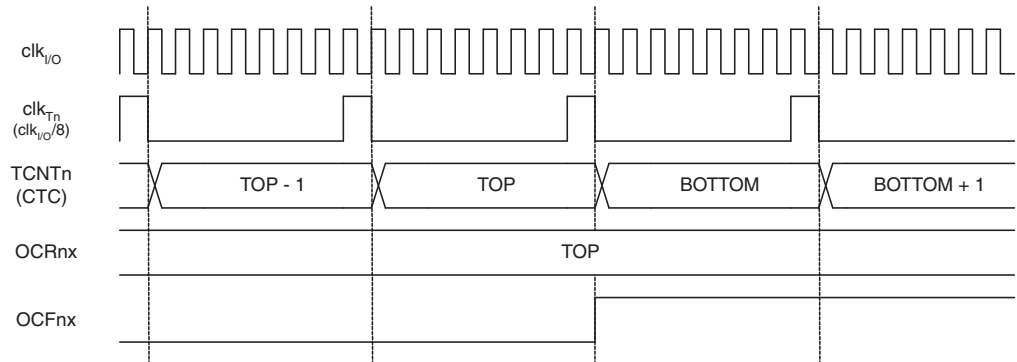 clkI/O
clkTn
(clkI/O/8)
TCNTn
(CTC)
TOP - 1
TOP
BOTTOM
BOTTOM + 1
OCRnx
TOP
OCFnx